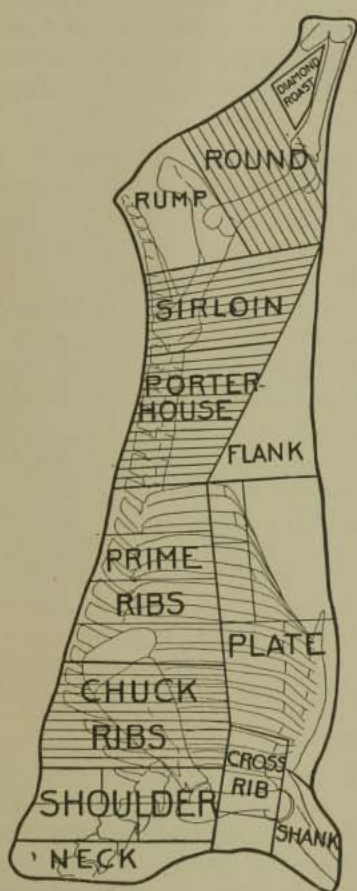 DIAMOND
ROAST
ROUND
RUMP
SIRLOIN
PORTER-
HOUSE
FLANK
PRIME
RIBS
PLATE
CHUCK
RIBS
CROSS
RIB
SHOULDER
SHANK
NECK